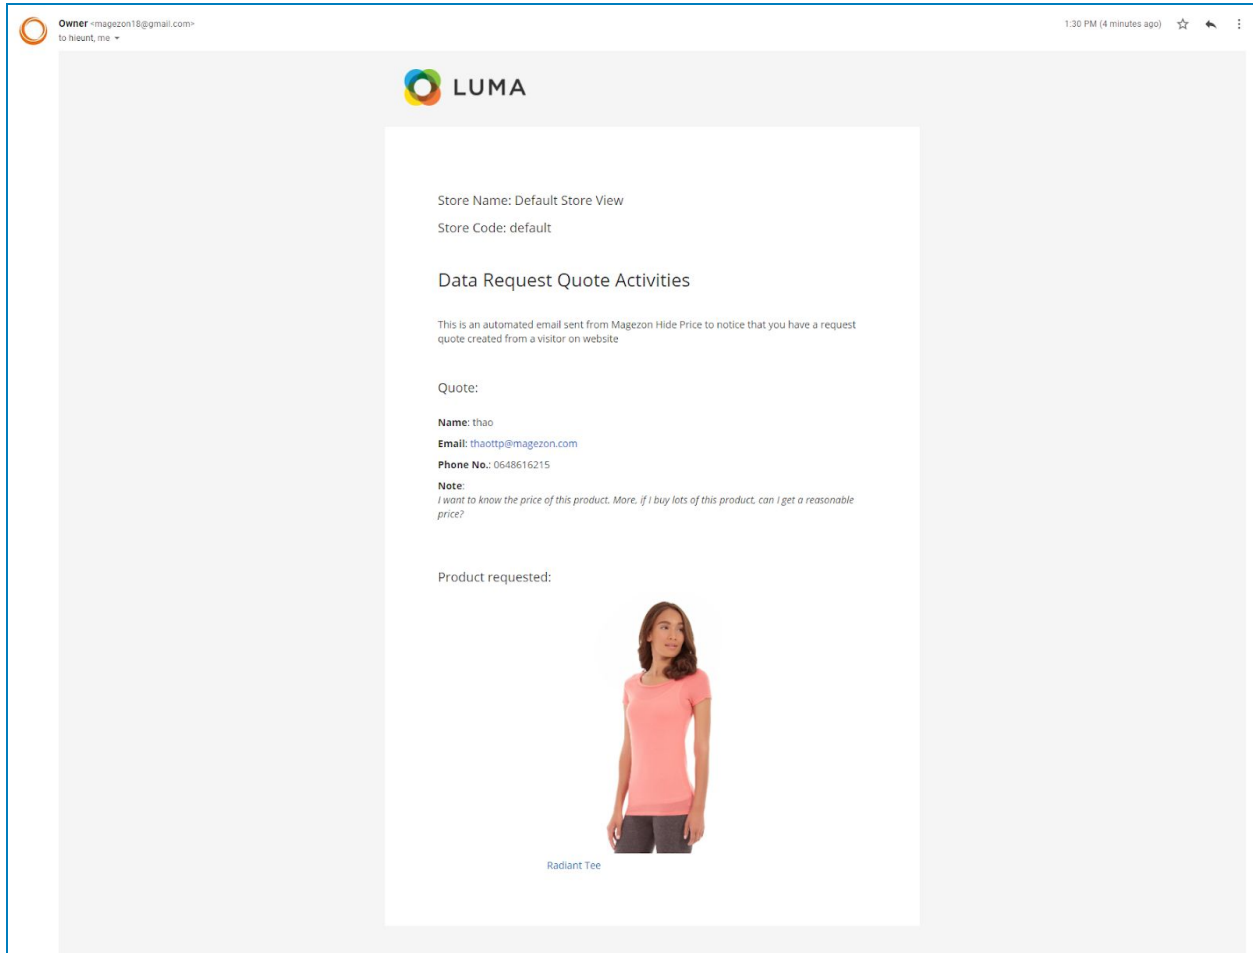 Owner <magezon18@gmail.com>
1:30 PM (4 minutes ago)
to hieunt, me
LUMA
Store Name: Default Store View
Store Code: default
Data Request Quote Activities
This is an automated email sent from Magezon Hide Price to notice that you have a request
quote created from a visitor on website
Quote:
Name: thao
Email: thaottp@magezon.com
Phone No.: 0648616215
Note:
I want to know the price of this product. More, if I buy lots of this product, can I get a reasonable
price?
Product requested:
Radiant Tee